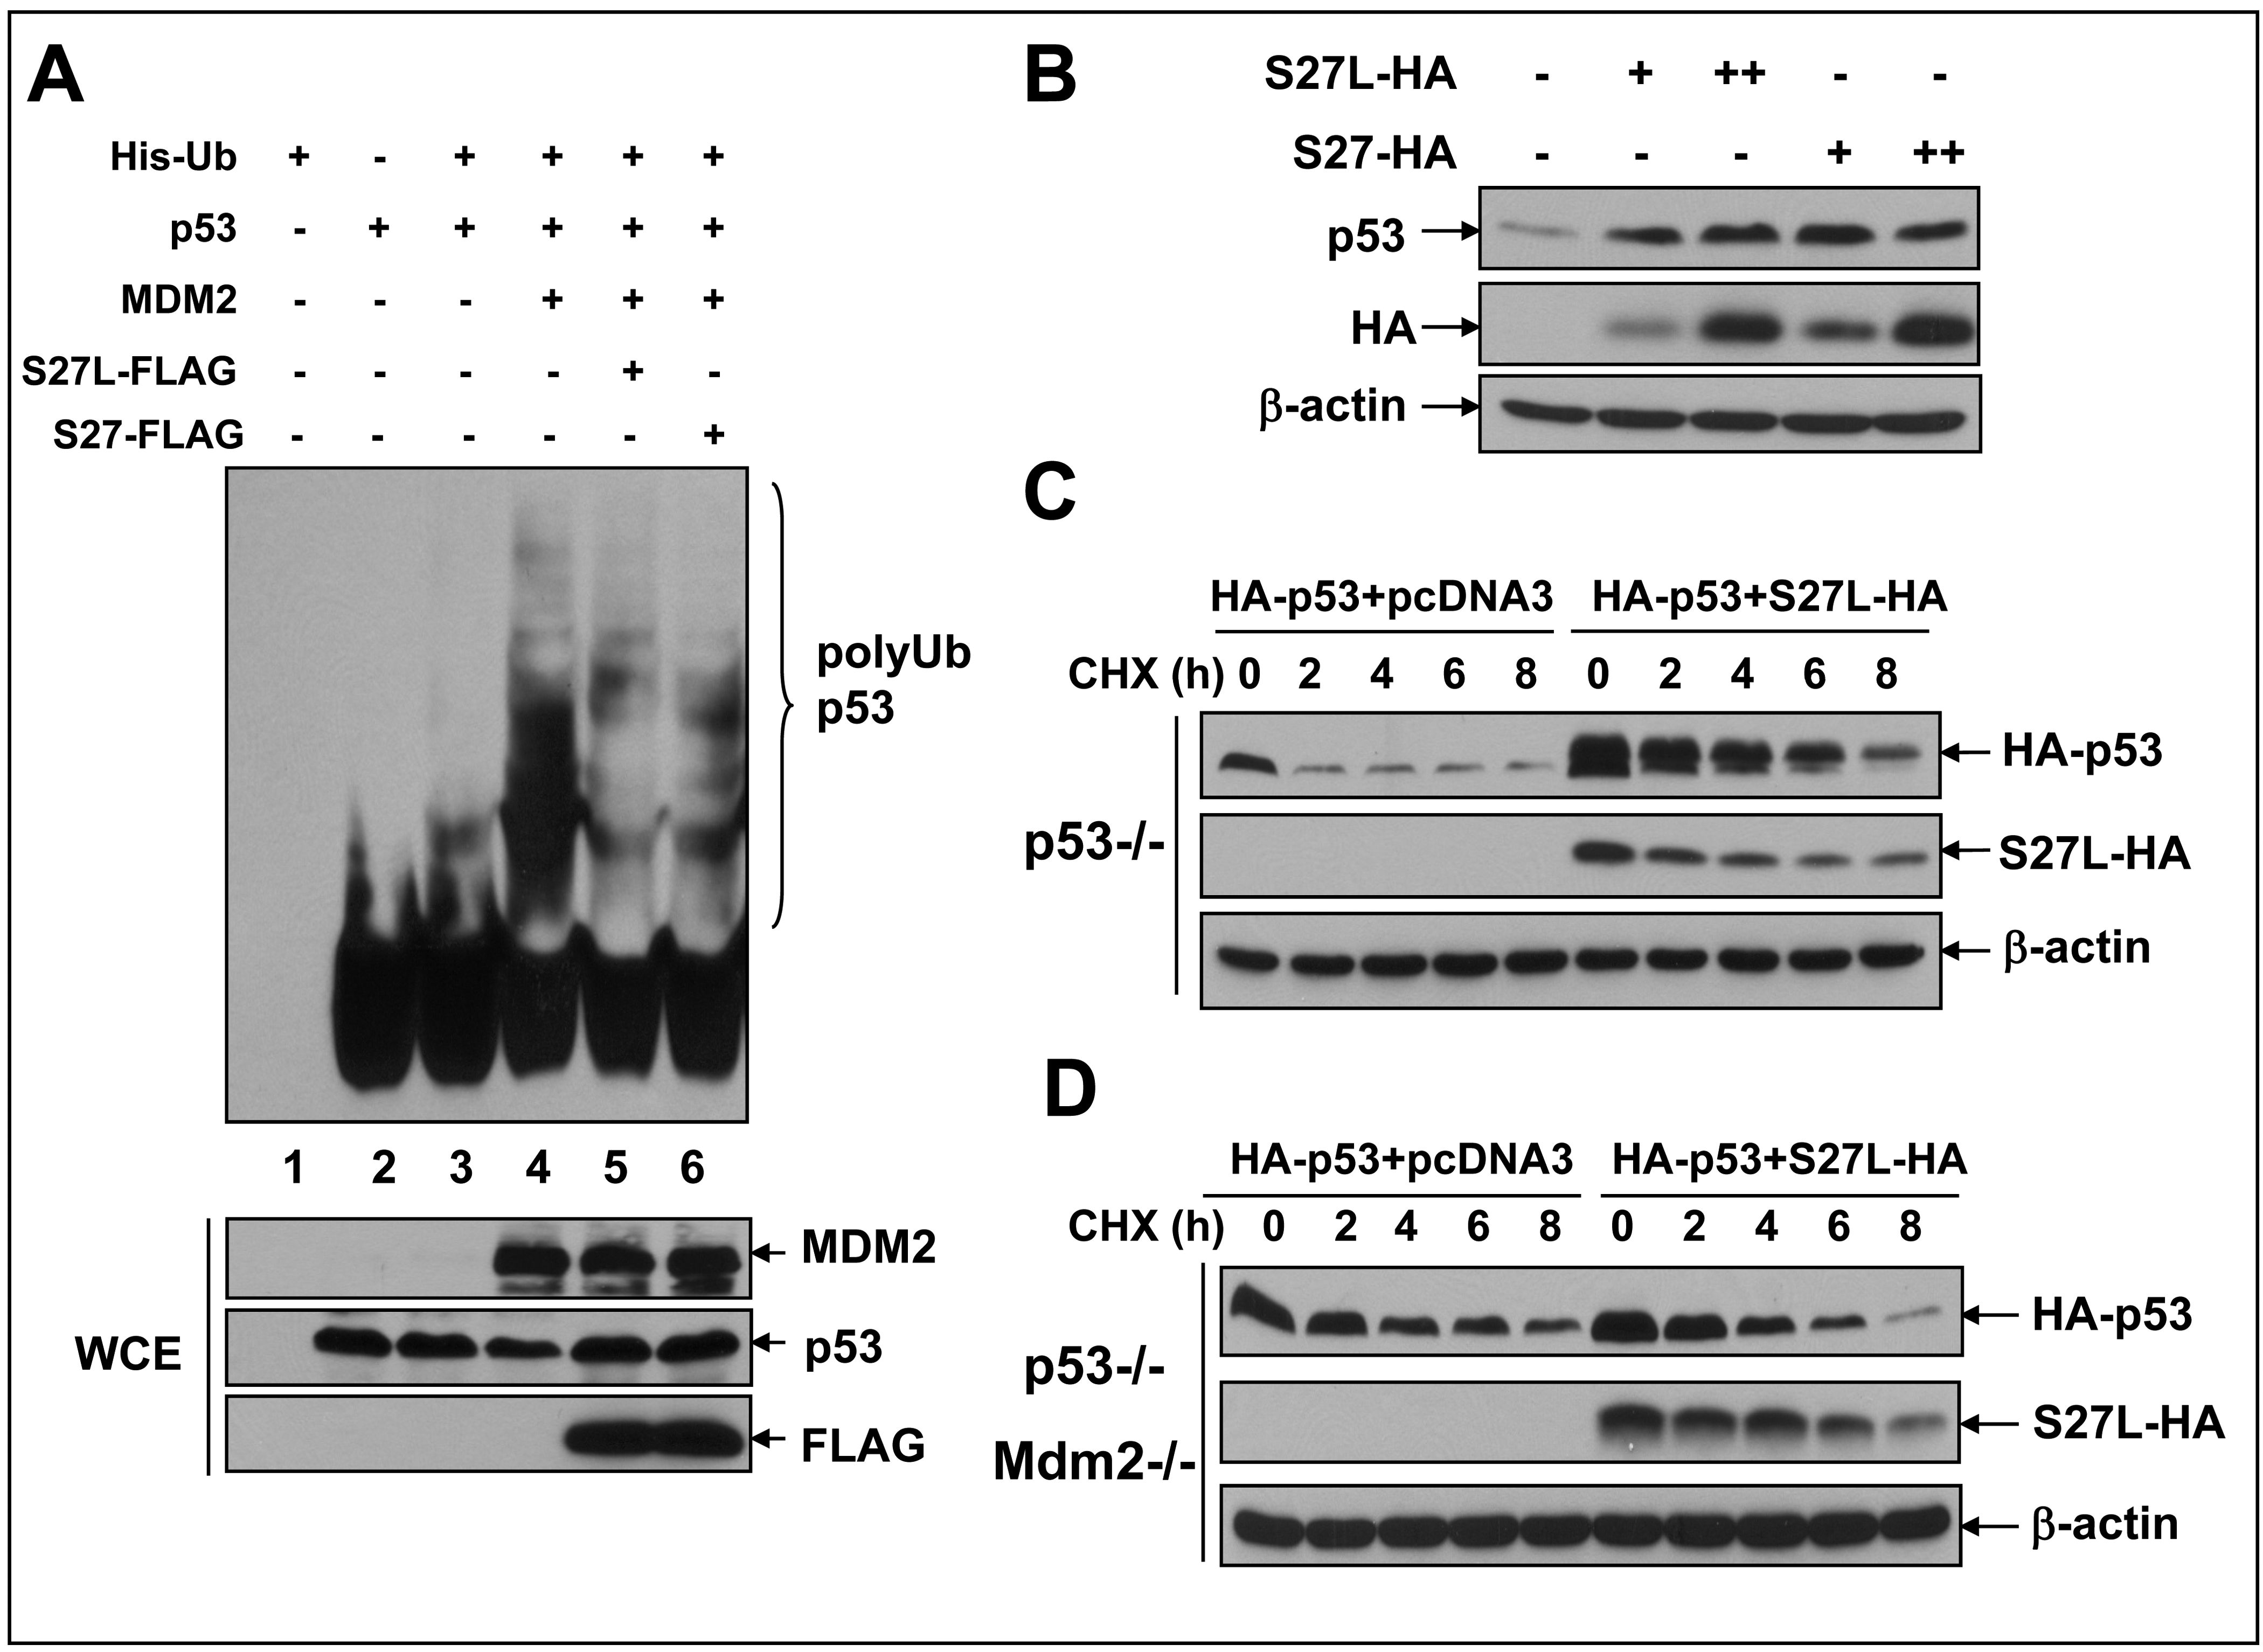 A
His-Ub + - + + + +
p53 - + + + + +
MDM2 - - - + + +
S27L-FLAG - - - - + -
S27-FLAG - - - - - +
polyUb
p53
1 2 3 4 5 6
WCE
MDM2
p53
FLAG
B
S27L-HA - + ++ - -
S27-HA - - - + ++
p53
HA
β-actin
C
HA-p53+pcDNA3 HA-p53+S27L-HA
CHX (h) 0 2 4 6 8 0 2 4 6 8
p53-/-
HA-p53
S27L-HA
β-actin
D
HA-p53+pcDNA3 HA-p53+S27L-HA
CHX (h) 0 2 4 6 8 0 2 4 6 8
p53-/-
Mdm2-/-
HA-p53
S27L-HA
β-actin